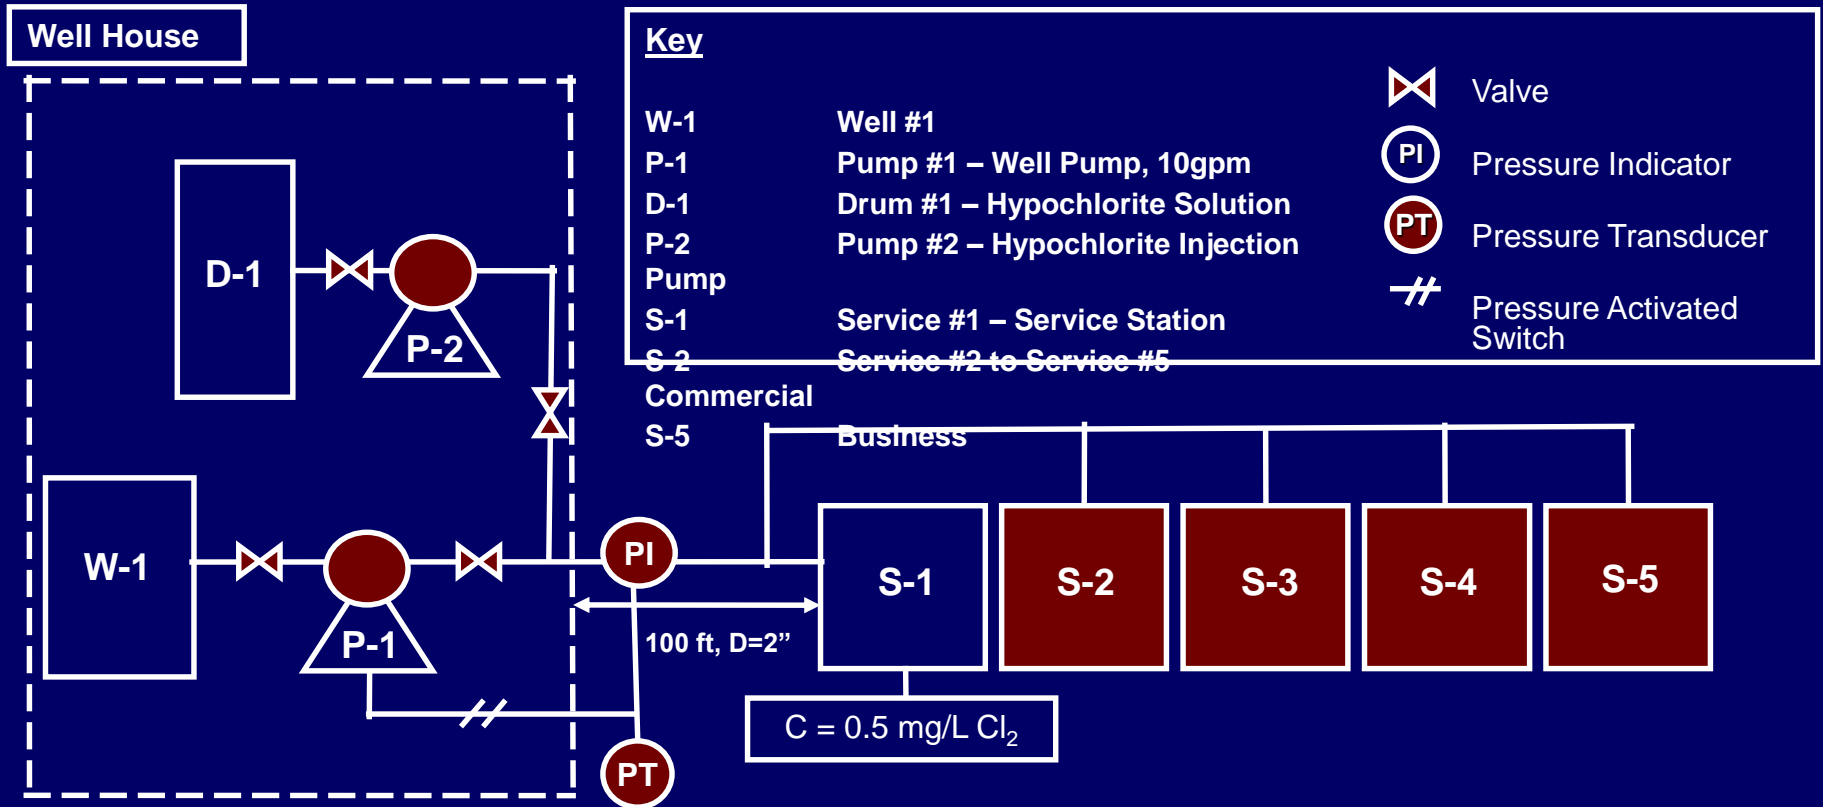 Well House
Key
W-1 Well #1
P-1 Pump #1 – Well Pump, 10gpm
D-1 Drum #1 – Hypochlorite Solution
P-2 Pump #2 – Hypochlorite Injection
Pump
S-1 Service #1 – Service Station
S-2 Service #2 to Service #5
Commercial
S-5 Business
Valve
PI Pressure Indicator
PT Pressure Transducer
Pressure Activated
Switch
D-1
P-2
W-1
P-1
PI
PT
100 ft, D=2”
S-1
S-2
S-3
S-4
S-5
C = 0.5 mg/L Cl₂